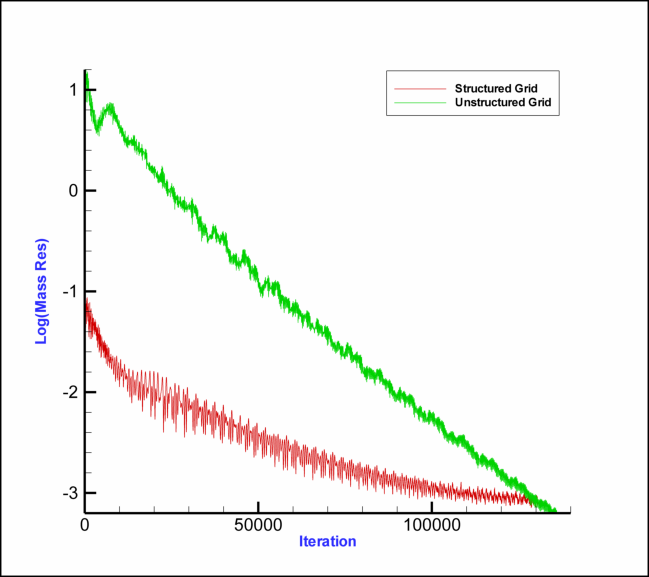 Structured Grid
Unstructured Grid
1
0
-1
-2
-3
Log(Mass Res)
0
50000
100000
Iteration